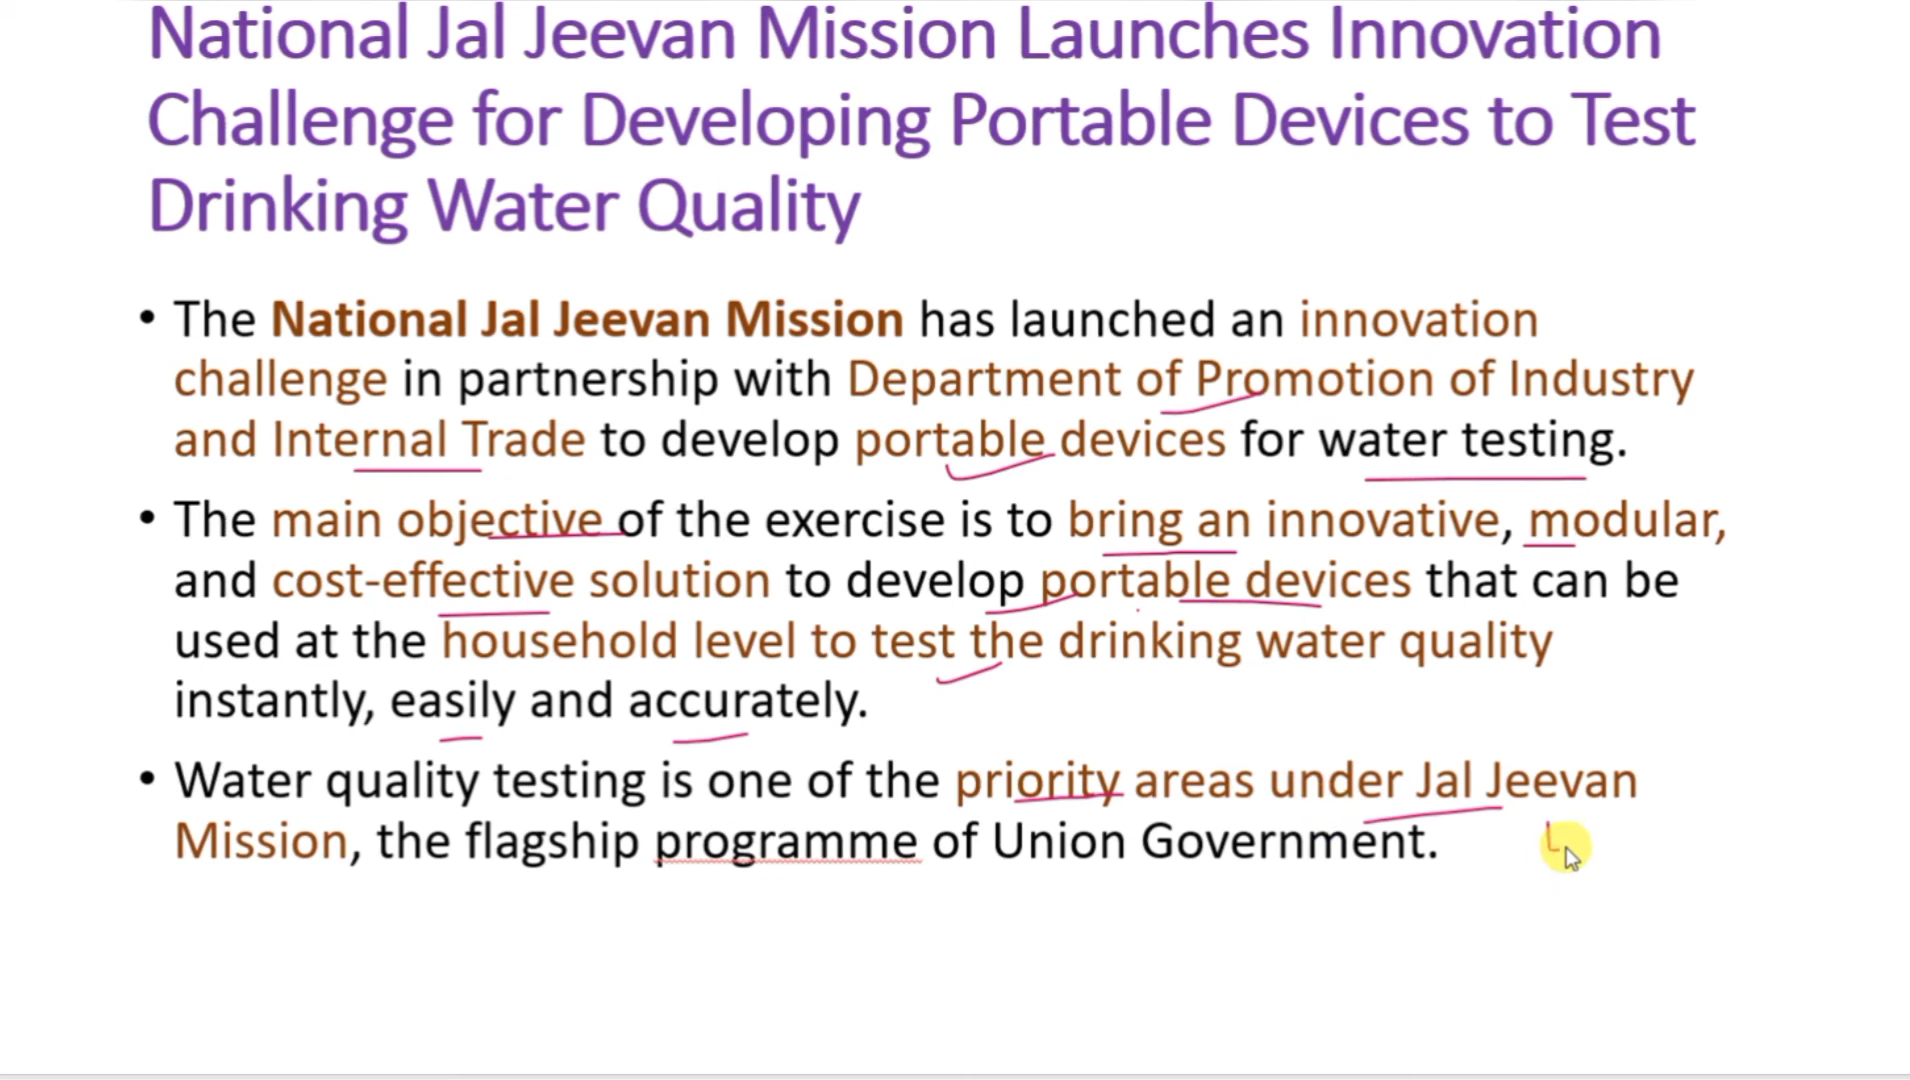 National Jal Jeevan Mission Launches Innovation
Challenge for Developing Portable Devices to Test
Drinking Water Quality
• The National Jal Jeevan Mission has launched an innovation
challenge in partnership with Department of Promotion of Industry
and Internal Trade to develop portable devices for water testing.
• The main objective of the exercise is to bring an innovative, modular,
and cost-effective solution to develop portable devices that can be
used at the household level to test the drinking water quality
instantly, easily and accurately.
• Water quality testing is one of the priority areas under Jal Jeevan
Mission, the flagship programme of Union Government.